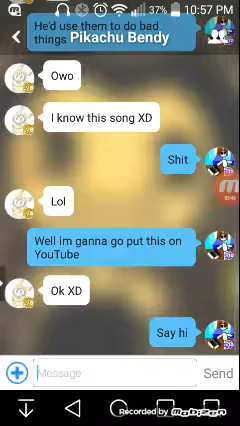 37% 10:57 PM
He'd use them to do bad
things
Pikachu Bendy
Owo
I know this song XD
Shit
Lol
Well im ganna go put this on
YouTube
Ok XD
Say hi
Message
Send
Recorded by Mobizen